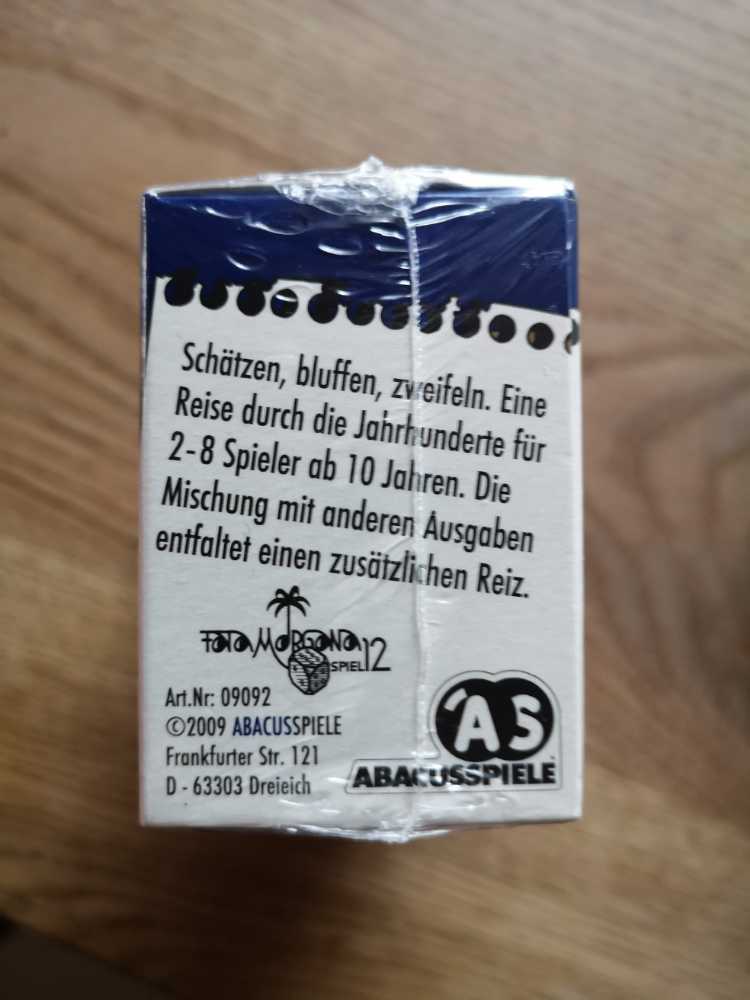 Schätzen, bluffen, zweifeln. Eine
Reise durch die Jahrhunderte für
2-8 Spieler ab 10 Jahren. Die
Mischung mit anderen Ausgaben
entfaltet einen zusätzlichen Reiz.
FATA MORGANA
SPIEL 12
Art.Nr: 09092
©2009 ABACUSSPIELE
Frankfurter Str. 121
D - 63303 Dreieich
AS
ABACUSSPIELE